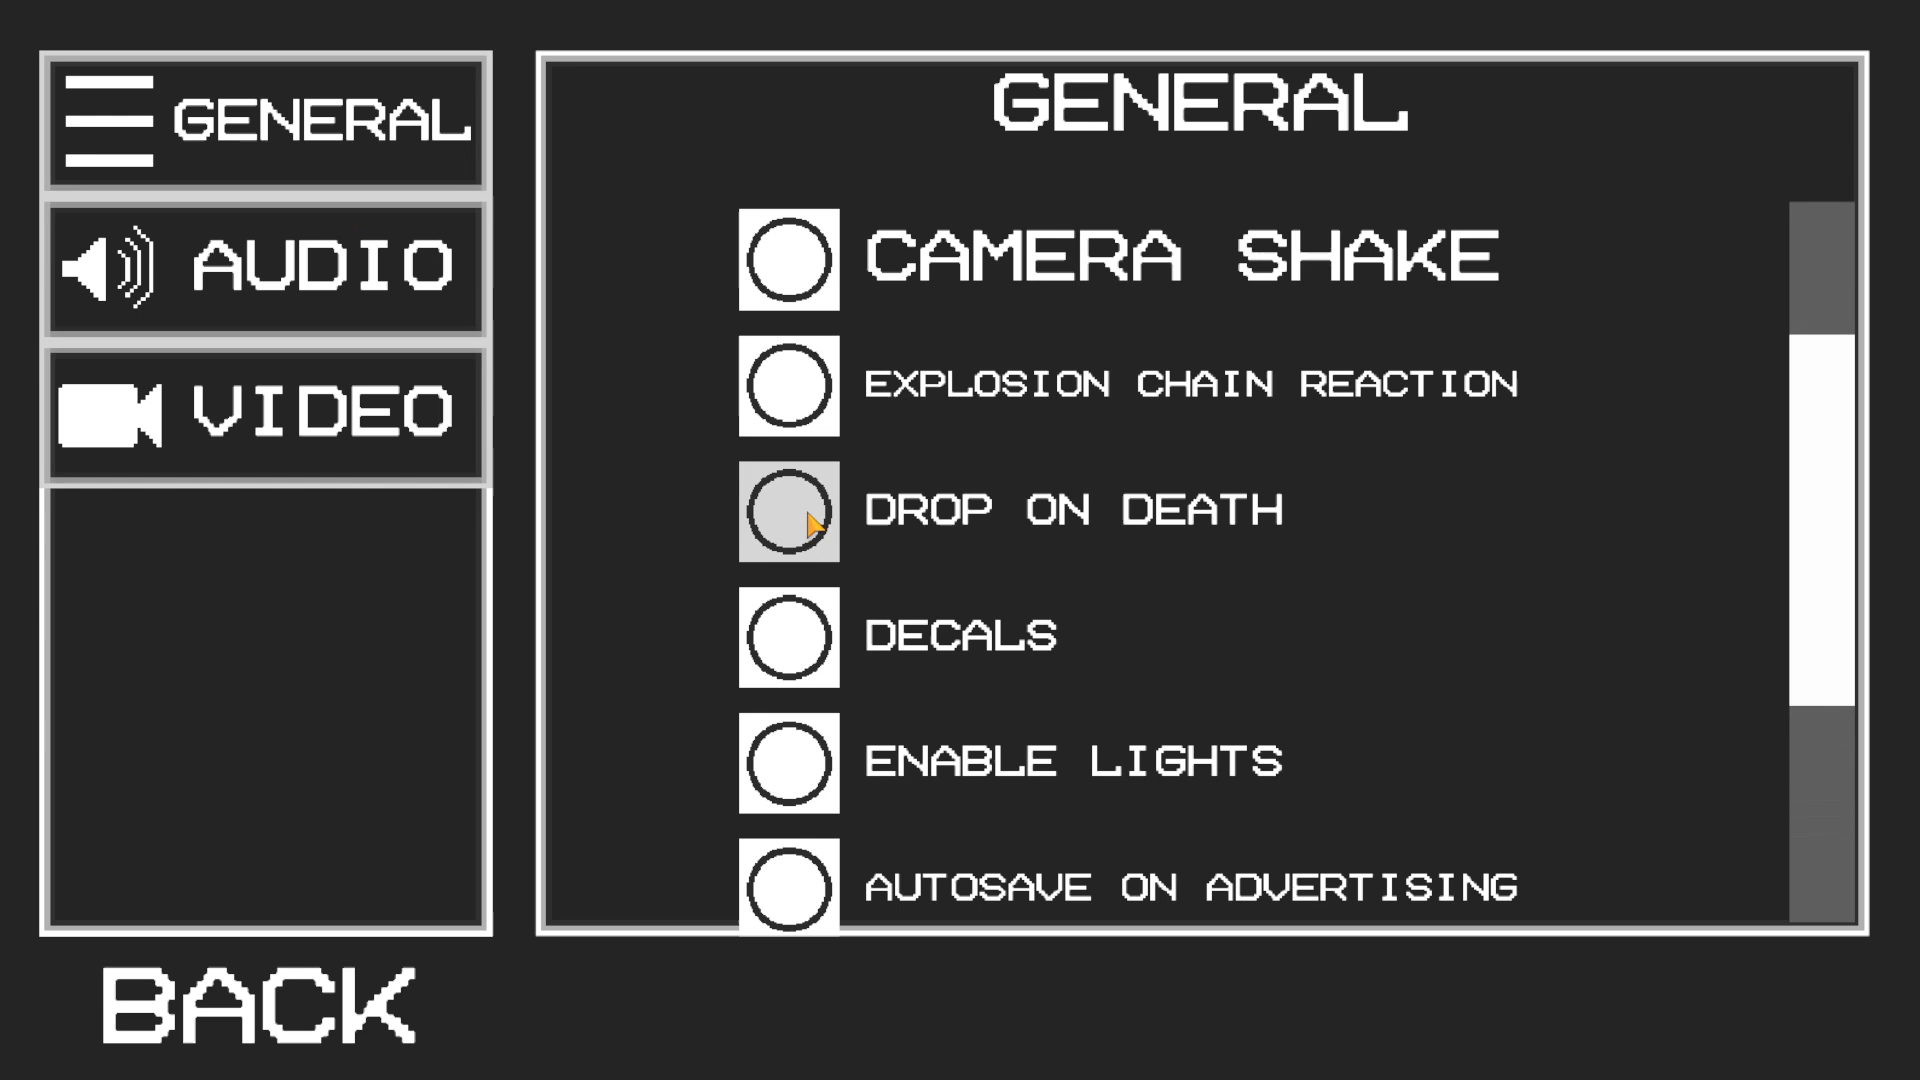 GENERAL
AUDIO
VIDEO
GENERAL
CAMERA SHAKE
EXPLOSION CHAIN REACTION
DROP ON DEATH
DECALS
ENABLE LIGHTS
AUTOSAVE ON ADVERTISING
BACK